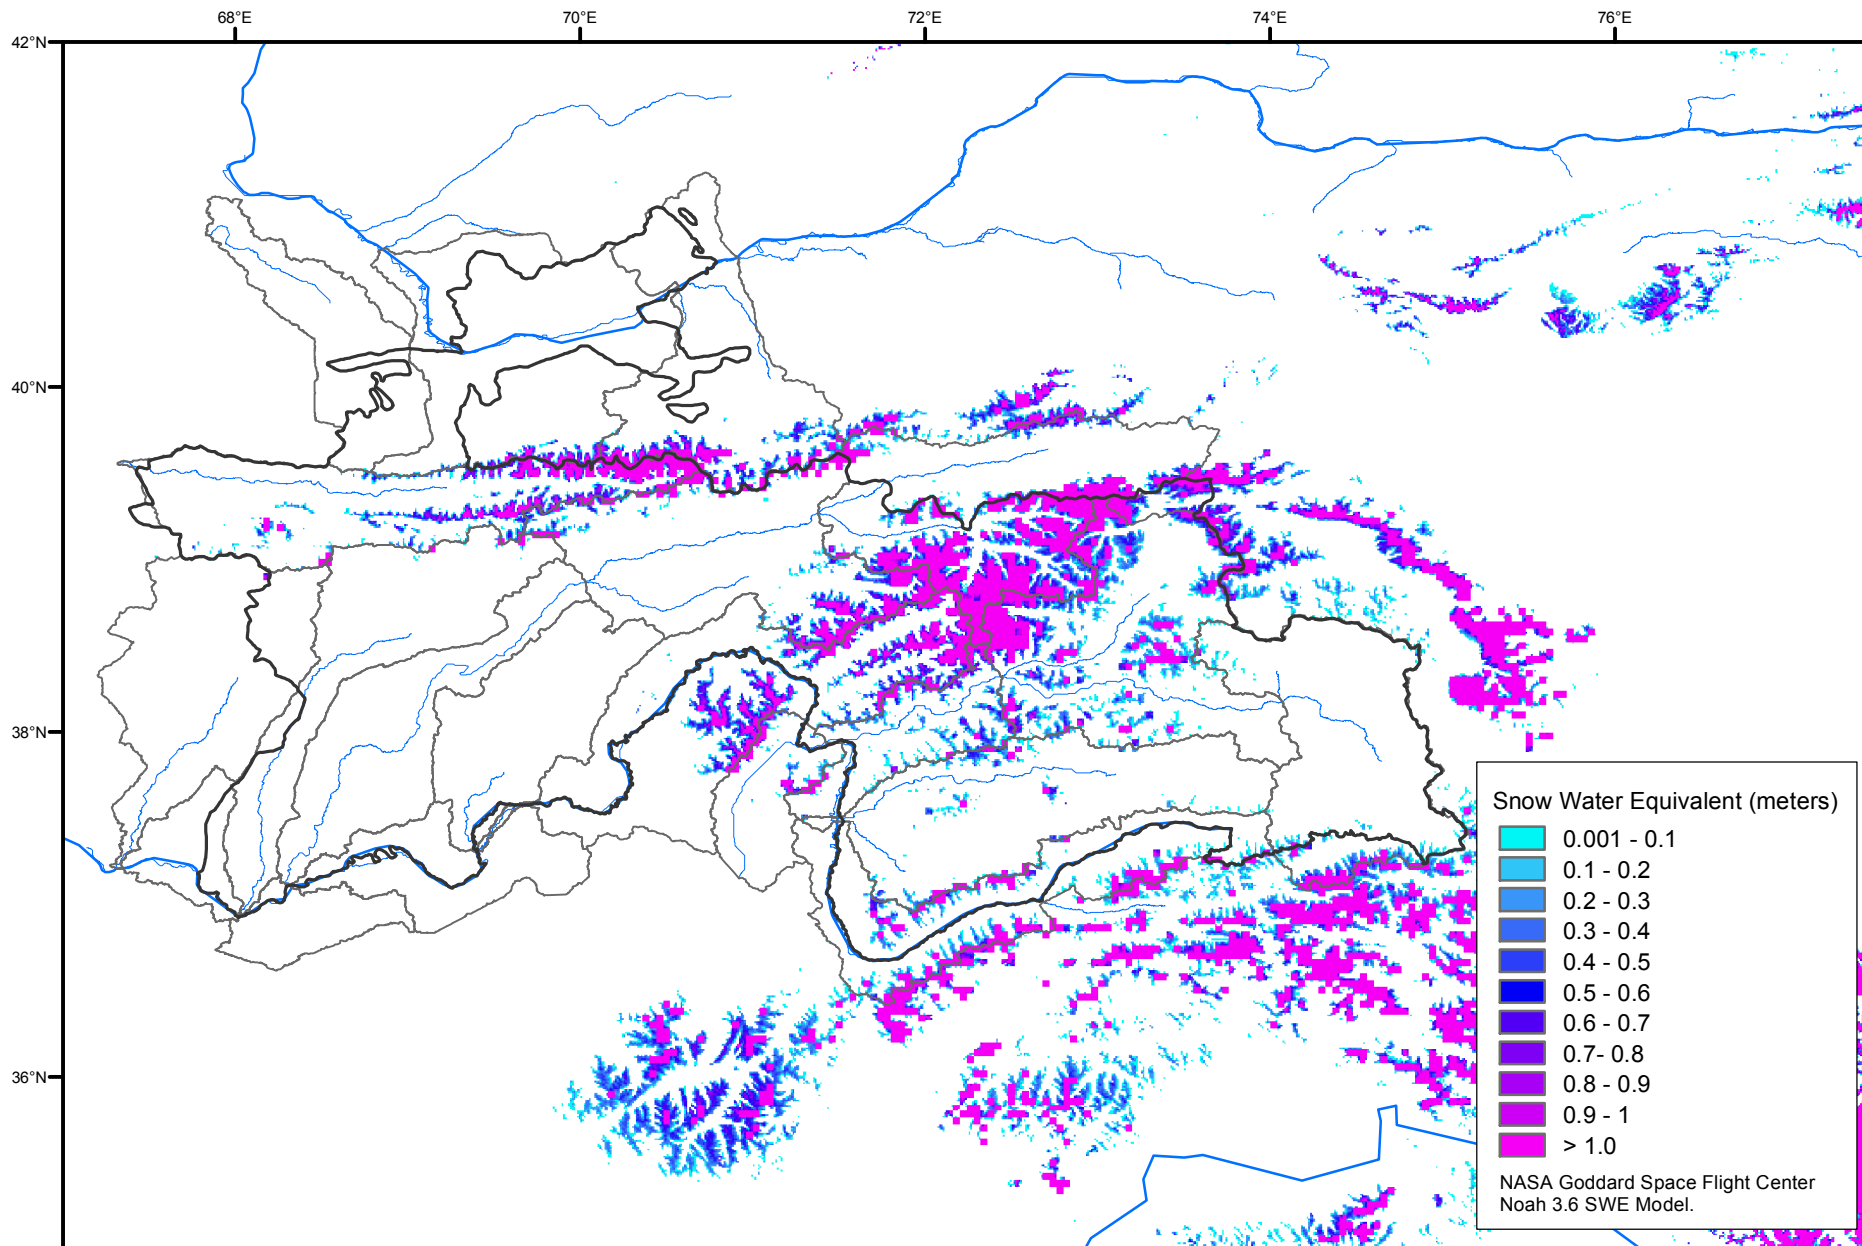 68°E 70°E 72°E 74°E 76°E
42°N
40°N
38°N
36°N
Snow Water Equivalent (meters)
0.001 - 0.1
0.1 - 0.2
0.2 - 0.3
0.3 - 0.4
0.4 - 0.5
0.5 - 0.6
0.6 - 0.7
0.7- 0.8
0.8 - 0.9
0.9 - 1
> 1.0
NASA Goddard Space Flight Center
Noah 3.6 SWE Model.